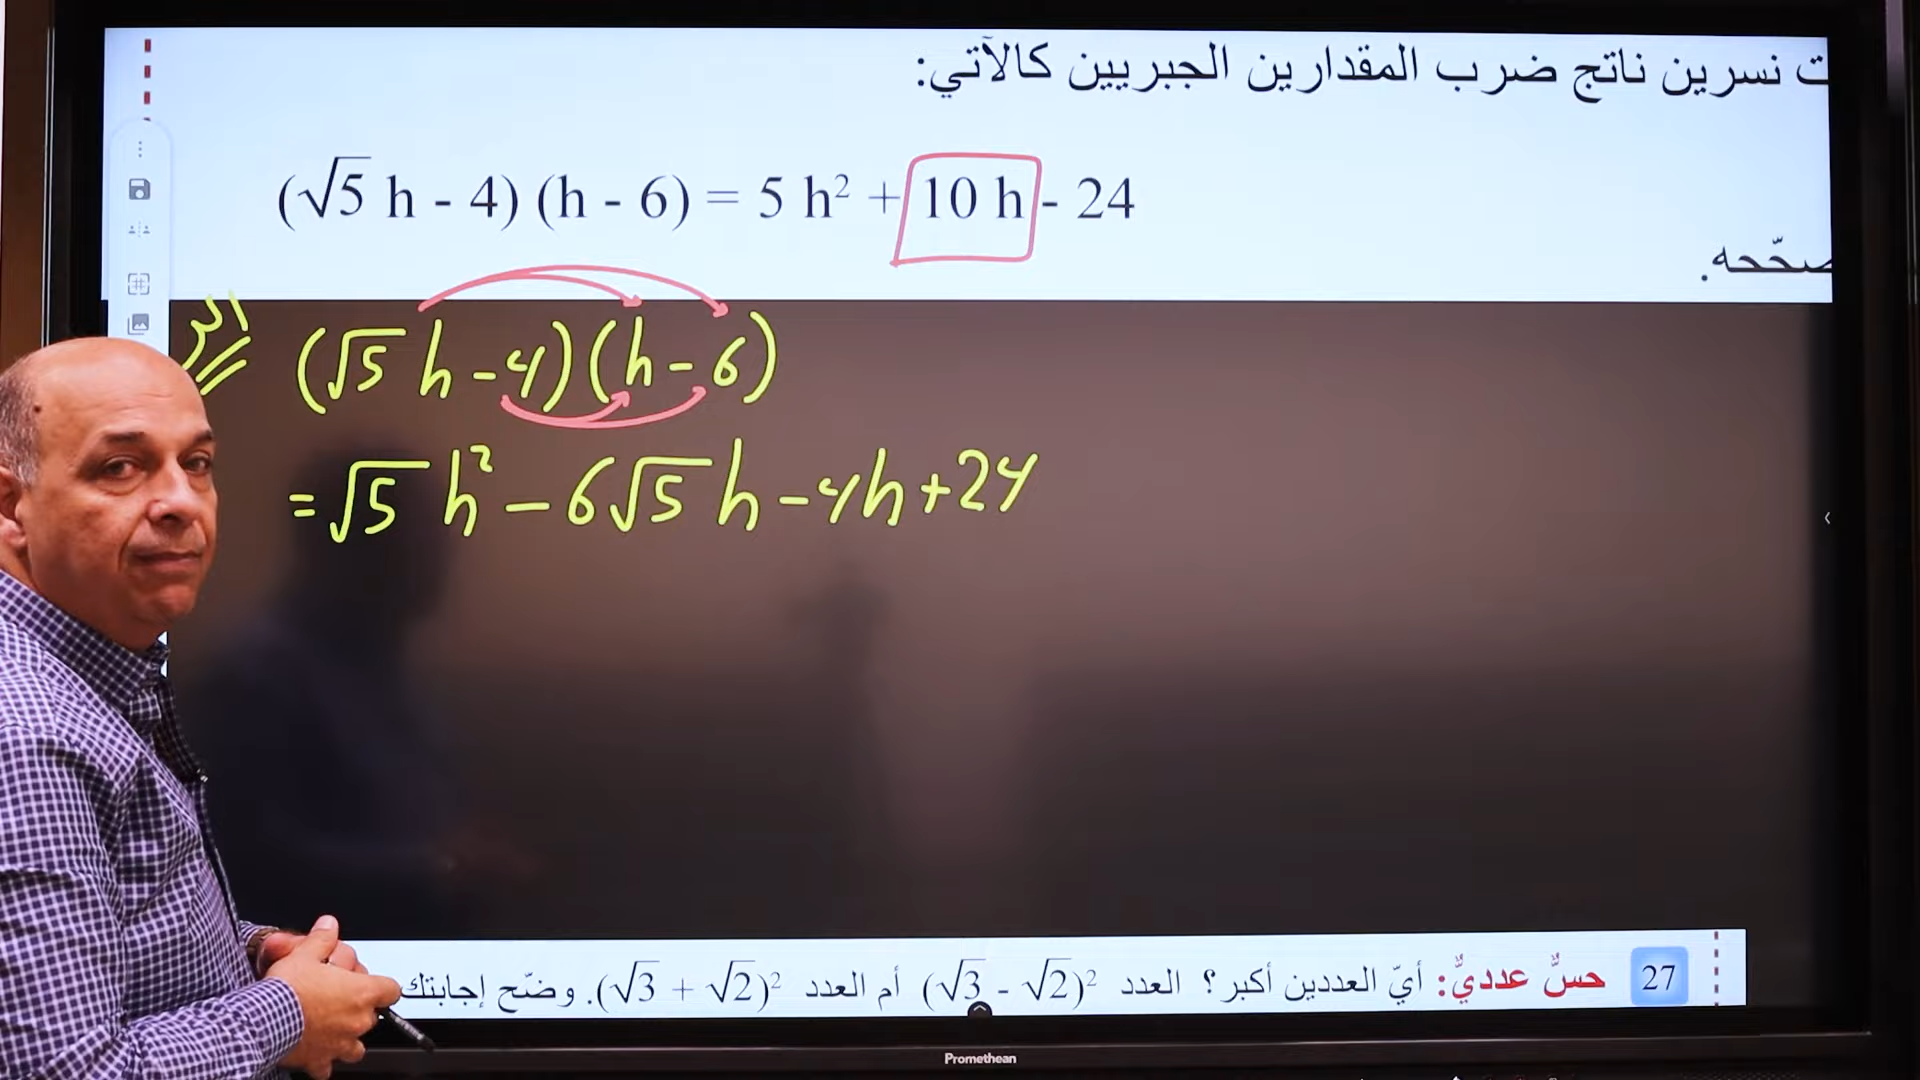 نسرين ناتج ضرب المقدارين الجبريين كالآتي:
(√5 h - 4) (h - 6) = 5 h² + 10 h - 24
(√5 h - 4)(h - 6)
= √5 h² - 6√5 h - 4h + 24
27 حسٌّ عدديٌّ: أيّ العددين أكبر؟ العدد (√3 - √2)² أم العدد (√3 + √2)². وضّح إجابتك
Promethean